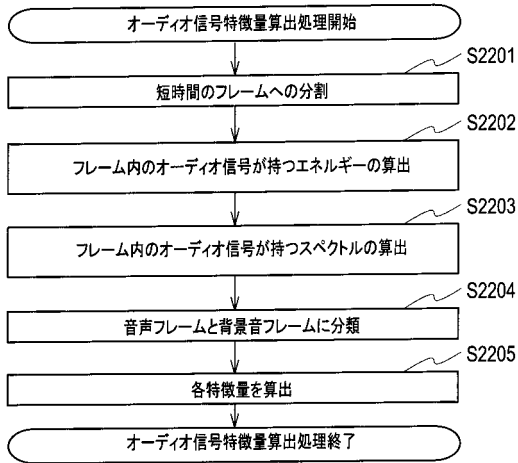 オーディオ信号特徴量算出処理開始
S2201
短時間のフレームへの分割
S2202
フレーム内のオーディオ信号が持つエネルギーの算出
S2203
フレーム内のオーディオ信号が持つスペクトルの算出
S2204
音声フレームと背景音フレームに分類
S2205
各特徴量を算出
オーディオ信号特徴量算出処理終了